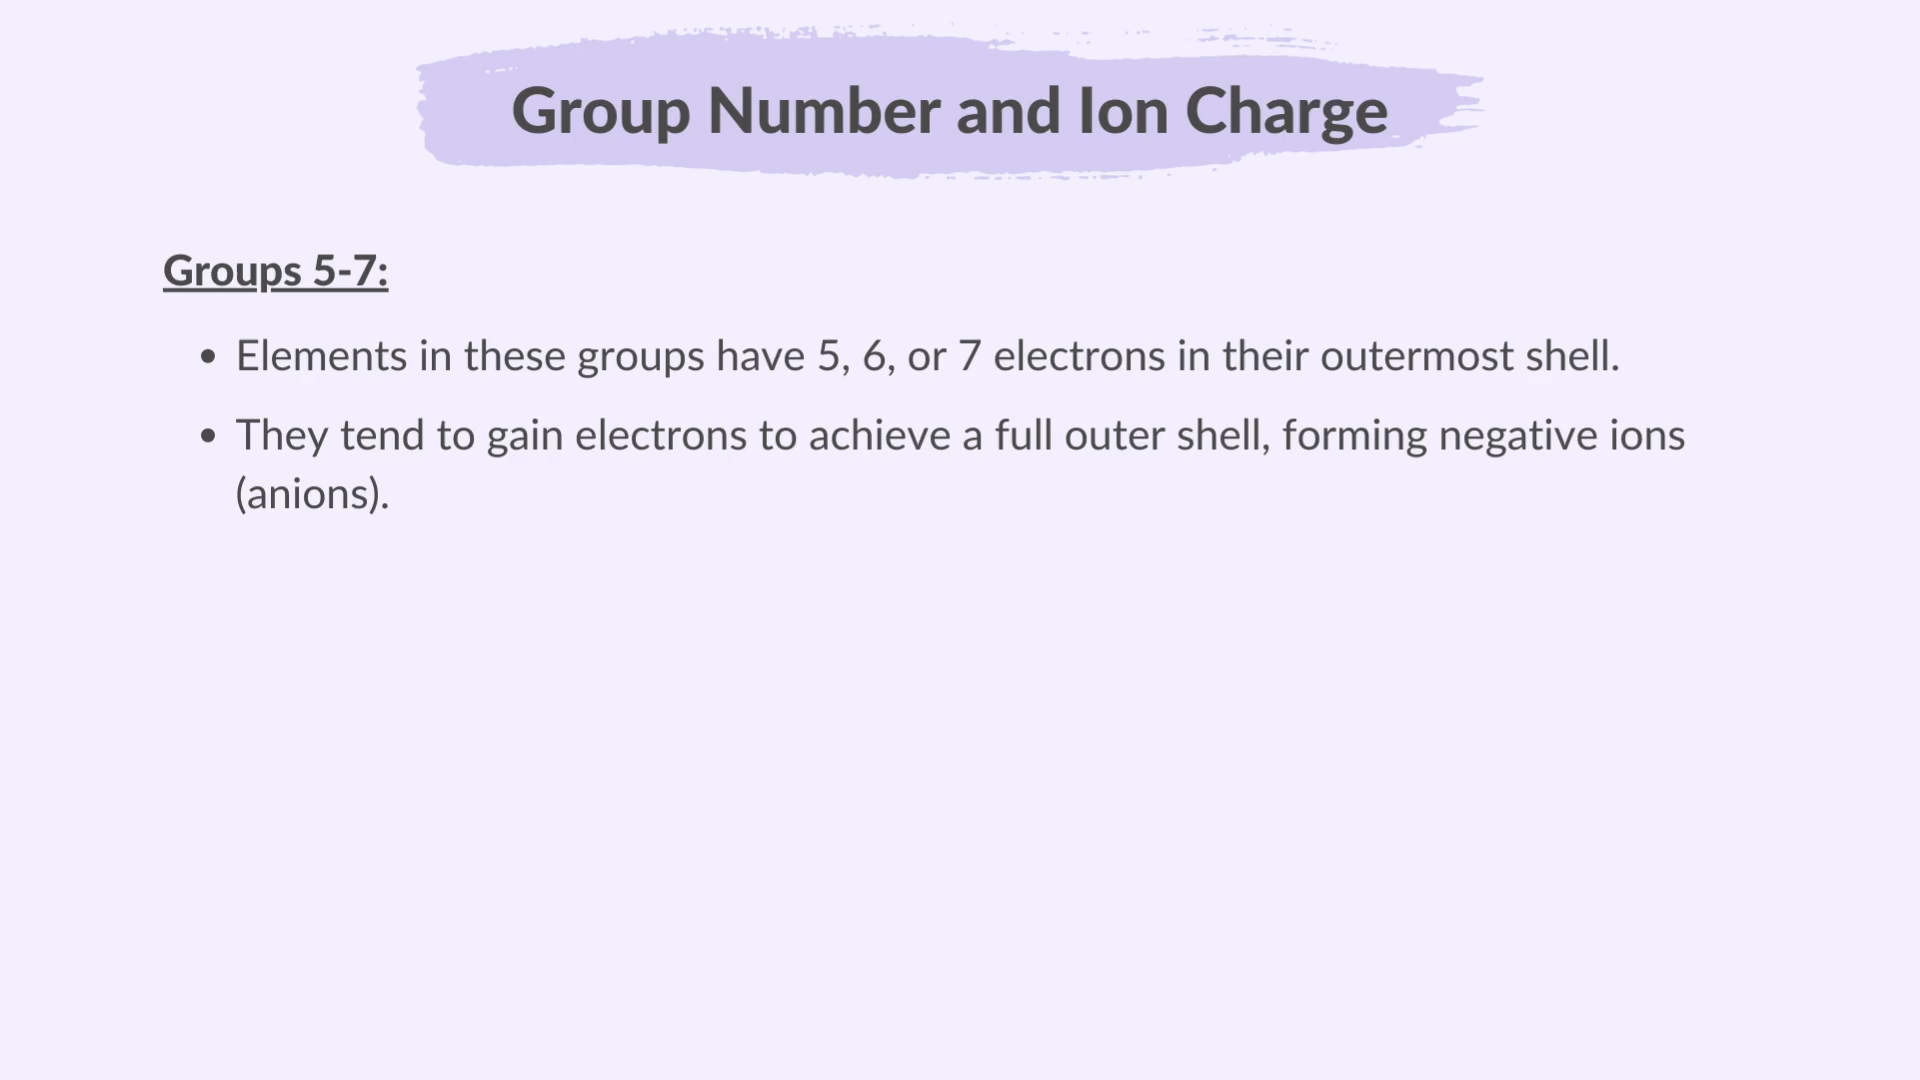 Group Number and Ion Charge
Groups 5-7:
• Elements in these groups have 5, 6, or 7 electrons in their outermost shell.
• They tend to gain electrons to achieve a full outer shell, forming negative ions
(anions).